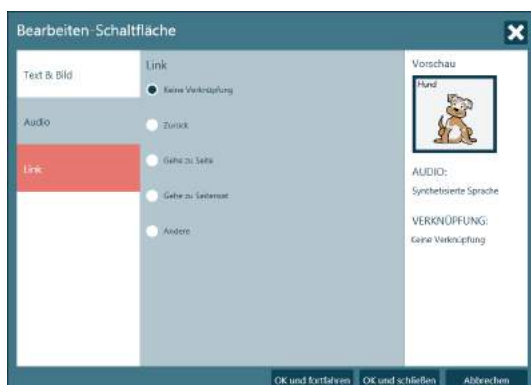 Bearbeiten-Schaltfläche
Text & Bild
Audio
Link
Link
Keine Verknüpfung
Zurück
Gehe zu Seite
Gehe zu Seitenset
Andere
Vorschau
Hund
AUDIO:
Synthetisierte Sprache
VERKNÜPFUNG:
Keine Verknüpfung
OK und fortfahren
OK und schließen
Abbrechen